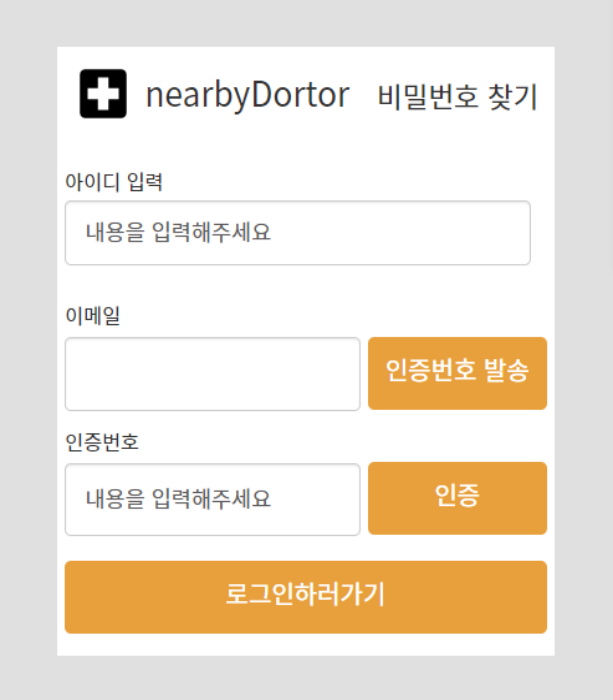 nearbyDortor 비밀번호 찾기
아이디 입력
내용을 입력해주세요
이메일
인증번호 발송
인증번호
내용을 입력해주세요 인증
로그인하러가기